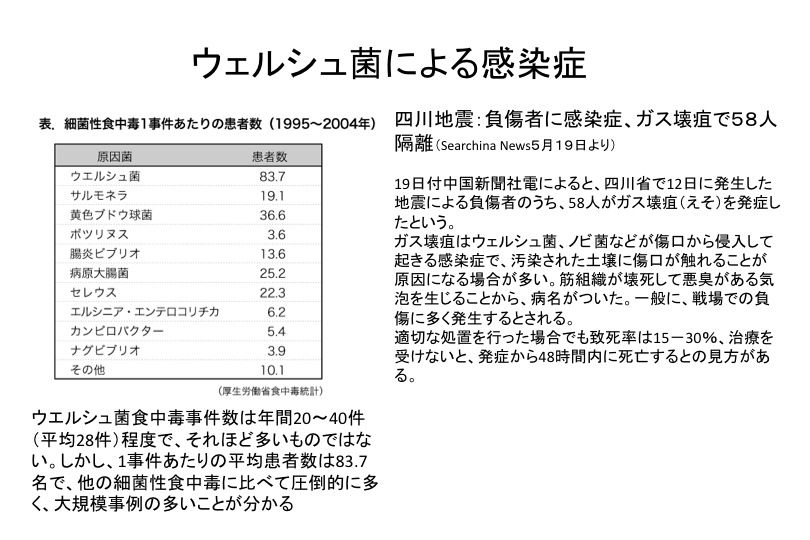 ウェルシュ菌による感染症
表. 細菌性食中毒1事件あたりの患者数（1995～2004年）
原因菌 患者数
ウエルシュ菌 83.7
サルモネラ 19.1
黄色ブドウ球菌 36.6
ボツリヌス 3.6
腸炎ビブリオ 13.6
病原大腸菌 25.2
セレウス 22.3
エルシニア・エンテロコリチカ 6.2
カンピロバクター 5.4
ナグビブリオ 3.9
その他 10.1
（厚生労働省食中毒統計）
ウエルシュ菌食中毒事件数は年間20～40件
（平均28件）程度で、それほど多いものではな
い。しかし、1事件あたりの平均患者数は83.7
名で、他の細菌性食中毒に比べて圧倒的に多
く、大規模事例の多いことが分かる
四川地震：負傷者に感染症、ガス壊疽で５８人
隔離（Searchina News５月１９日より）
19日付中国新聞社電によると、四川省で12日に発生した
地震による負傷者のうち、58人がガス壊疽（えそ）を発症し
たという。
ガス壊疽はウェルシュ菌、ノビ菌などが傷口から侵入して
起きる感染症で、汚染された土壌に傷口が触れることが
原因になる場合が多い。筋組織が壊死して悪臭がある気
泡を生じることから、病名がついた。一般に、戦場での負
傷に多く発生するとされる。
適切な処置を行った場合でも致死率は15－30％、治療を
受けないと、発症から48時間内に死亡するとの見方があ
る。